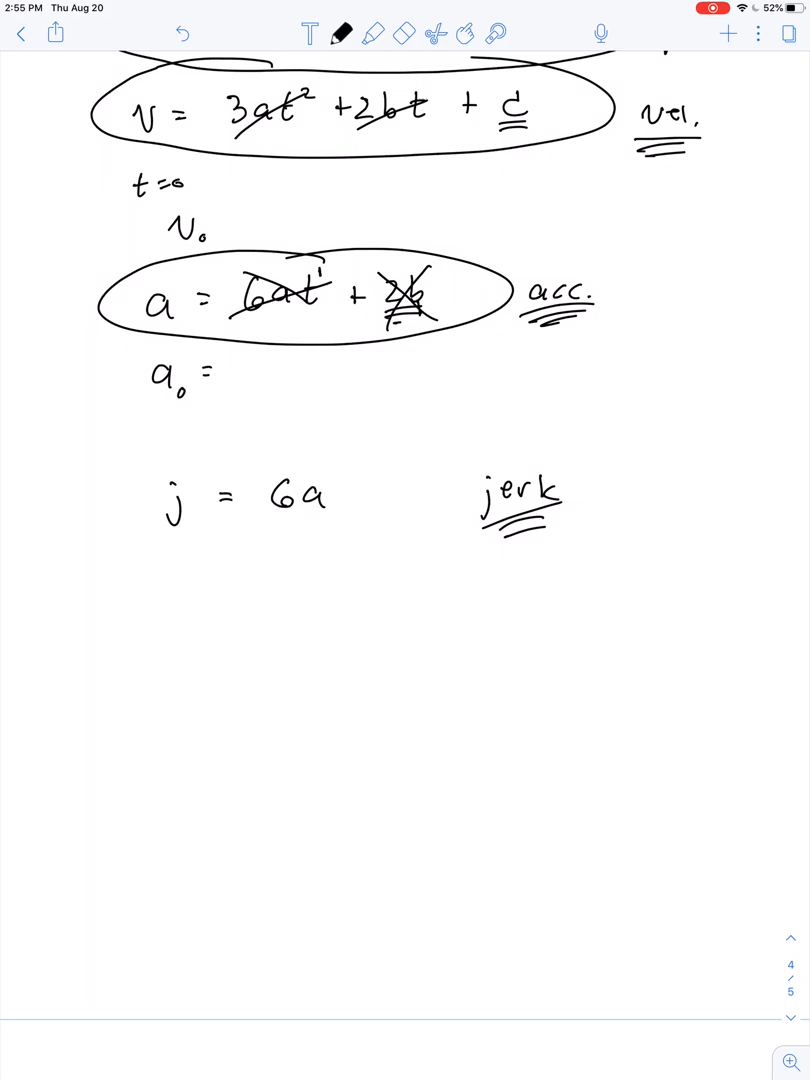 2:55 PM Thu Aug 20
52%
T
v = 3at² + 2bt + c vel.
t=0
v₀
a = 6at¹ + 2b acc.
a₀ =
j = 6a jerk
4
/
5